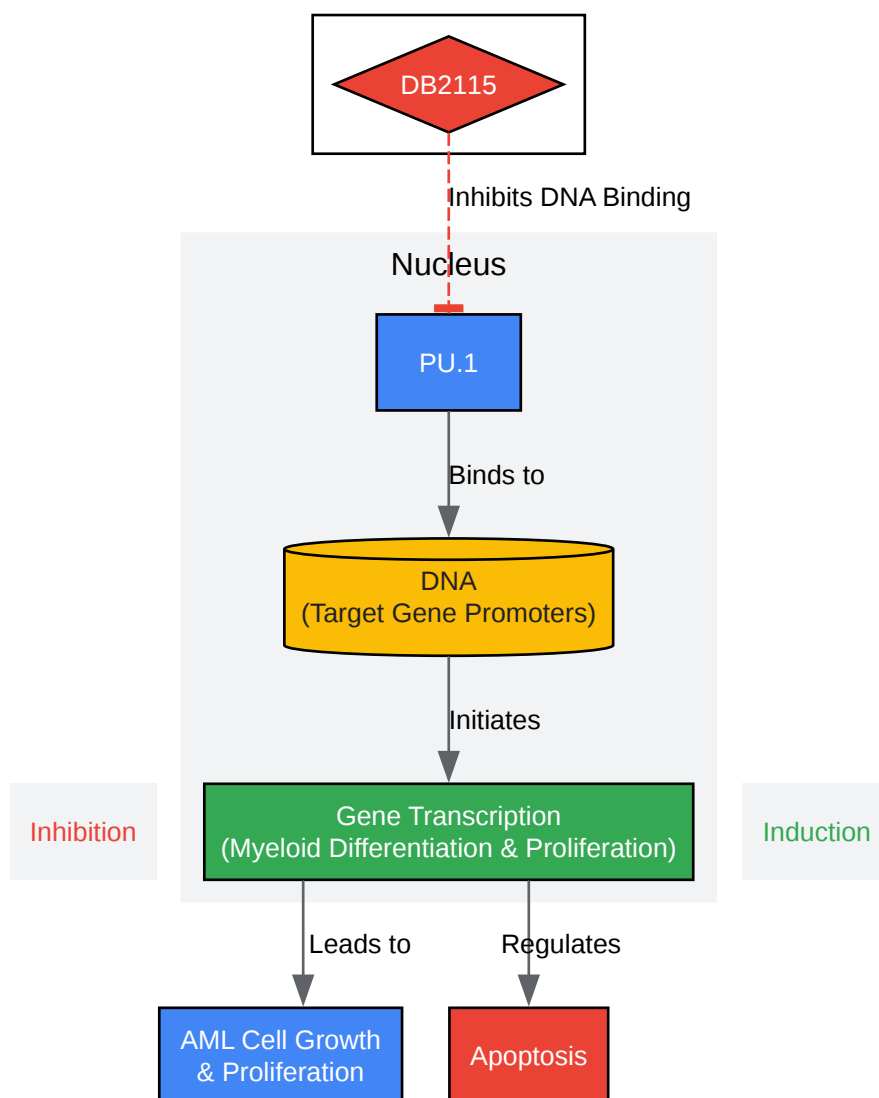 DB2115
Inhibits DNA Binding
Nucleus
PU.1
Binds to
DNA
(Target Gene Promoters)
Initiates
Inhibition
Gene Transcription
(Myeloid Differentiation & Proliferation)
Induction
Leads to
Regulates
AML Cell Growth
& Proliferation
Apoptosis